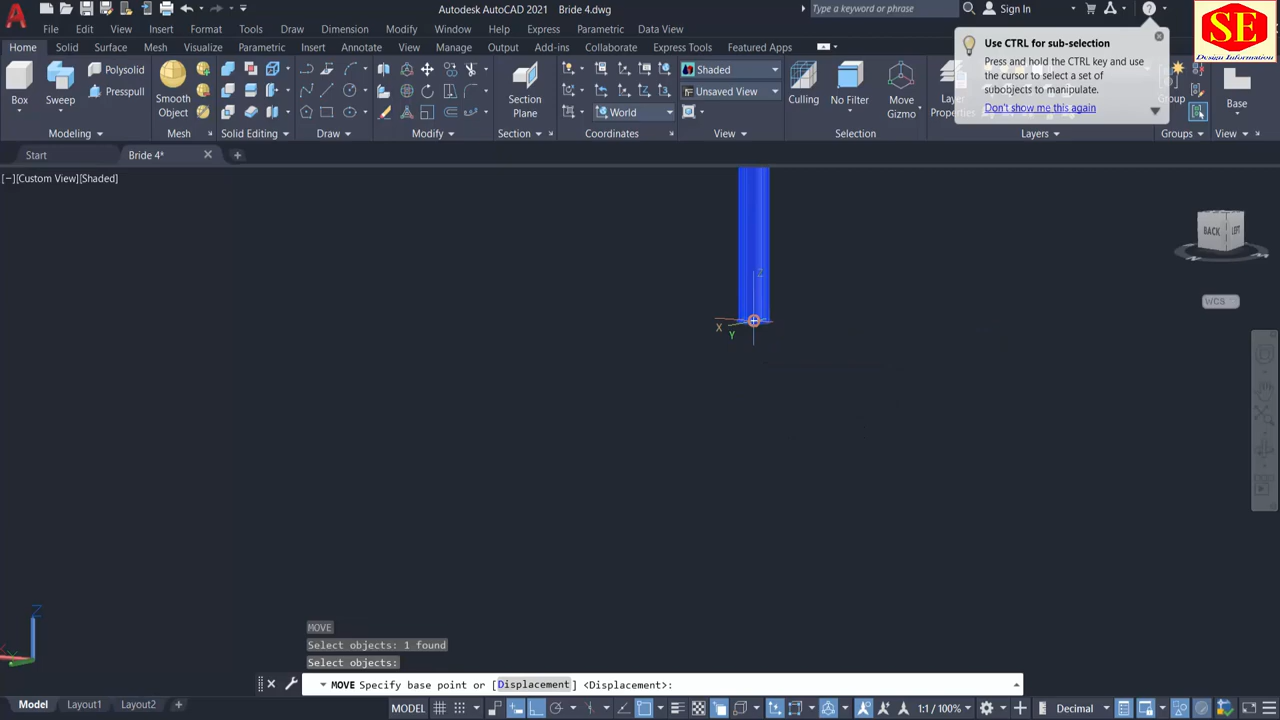 Autodesk AutoCAD 2021 Bride 4.dwg
Type a keyword or phrase
Sign In
SE
Design Information
File Edit View Insert Format Tools Draw Dimension Modify Window Help Express Parametric Data View
Home Solid Surface Mesh Visualize Parametric Insert Annotate View Manage Output Add-ins Collaborate Express Tools Featured Apps
Use CTRL for sub-selection
Press and hold the CTRL key and use
the cursor to select a set of
subobjects to manipulate.
Don't show me this again
Polysolid
Presspull
Shaded
Unsaved View
World
Box
Sweep
Smooth
Object
Section
Plane
Culling
No Filter
Move
Gizmo
Layer
Properties
Group
Base
Modeling Mesh Solid Editing Draw Modify Section Coordinates View Selection Layers Groups View
Start Bride 4*
[−][Custom View][Shaded]
BACK LEFT
WCS
Z
X
Y
Z
MOVE
Select objects: 1 found
Select objects:
MOVE Specify base point or [Displacement] <Displacement>:
Model Layout1 Layout2
MODEL 1:1 / 100% Decimal